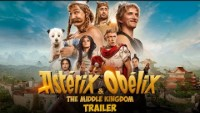 Astérix & Obélix
THE MIDDLE KINGDOM
TRAILER